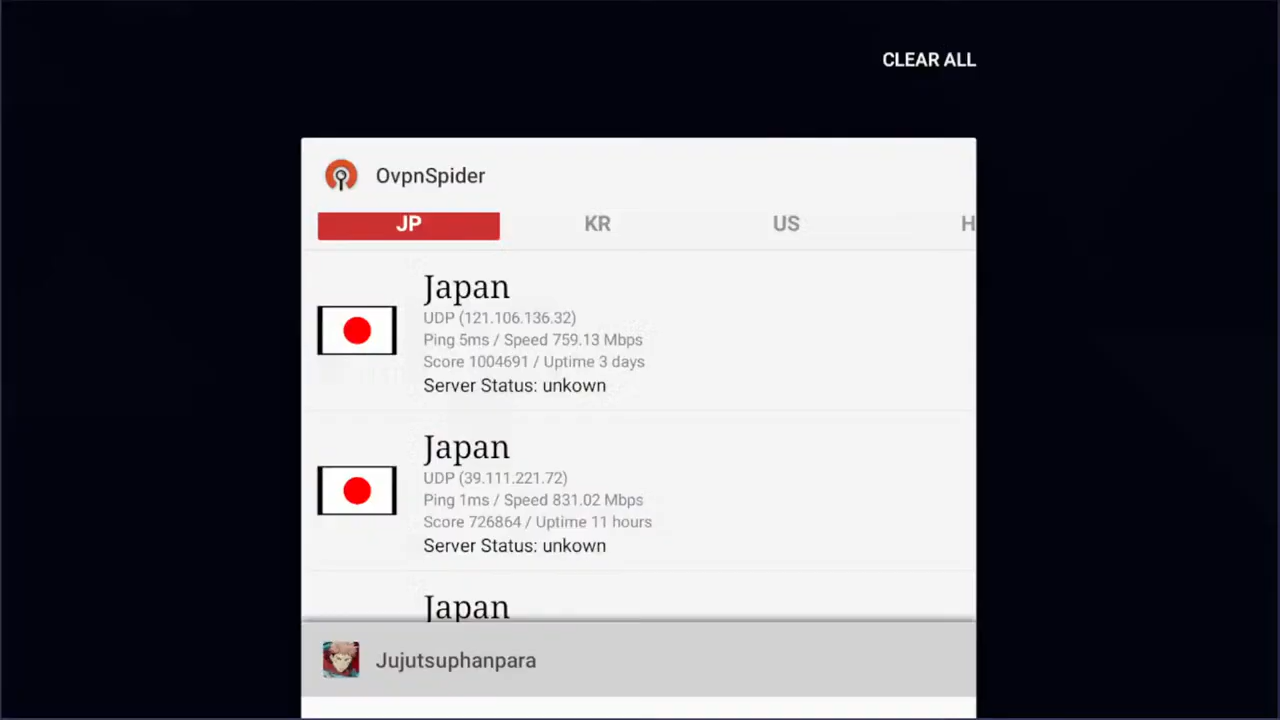 CLEAR ALL
OvpnSpider
JP KR US H
Japan
UDP (121.106.136.32)
Ping 5ms / Speed 759.13 Mbps
Score 1004691 / Uptime 3 days
Server Status: unkown
Japan
UDP (39.111.221.72)
Ping 1ms / Speed 831.02 Mbps
Score 726864 / Uptime 11 hours
Server Status: unkown
Japan
Jujutsuphanpara